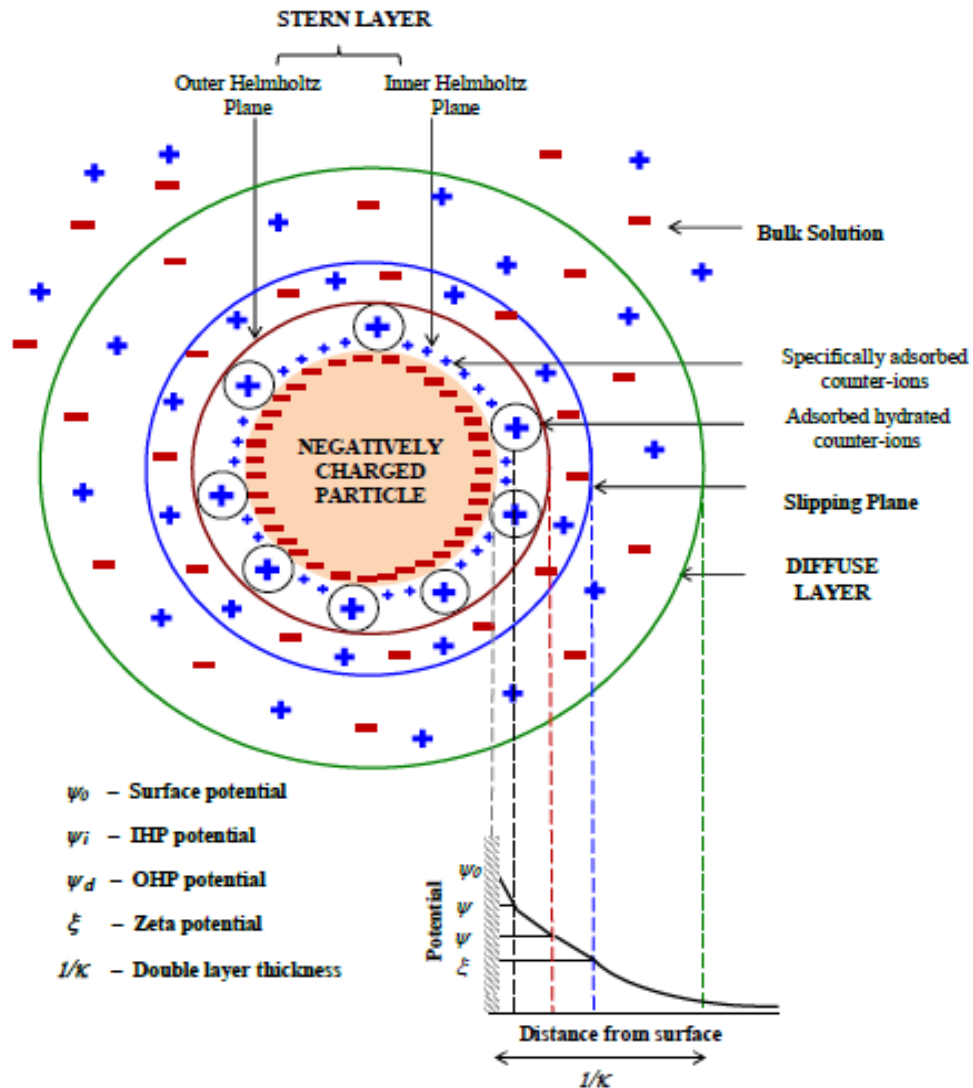 STERN LAYER
Outer Helmholtz
Plane
Inner Helmholtz
Plane
Bulk Solution
Specifically adsorbed
counter-ions
Adsorbed hydrated
counter-ions
NEGATIVELY
CHARGED
PARTICLE
Slipping Plane
DIFFUSE
LAYER
ψ0 – Surface potential
ψi – IHP potential
ψd – OHP potential
ξ – Zeta potential
1/κ – Double layer thickness
Potential
ψ0
ψ
ψ
ξ
Distance from surface
1/κ